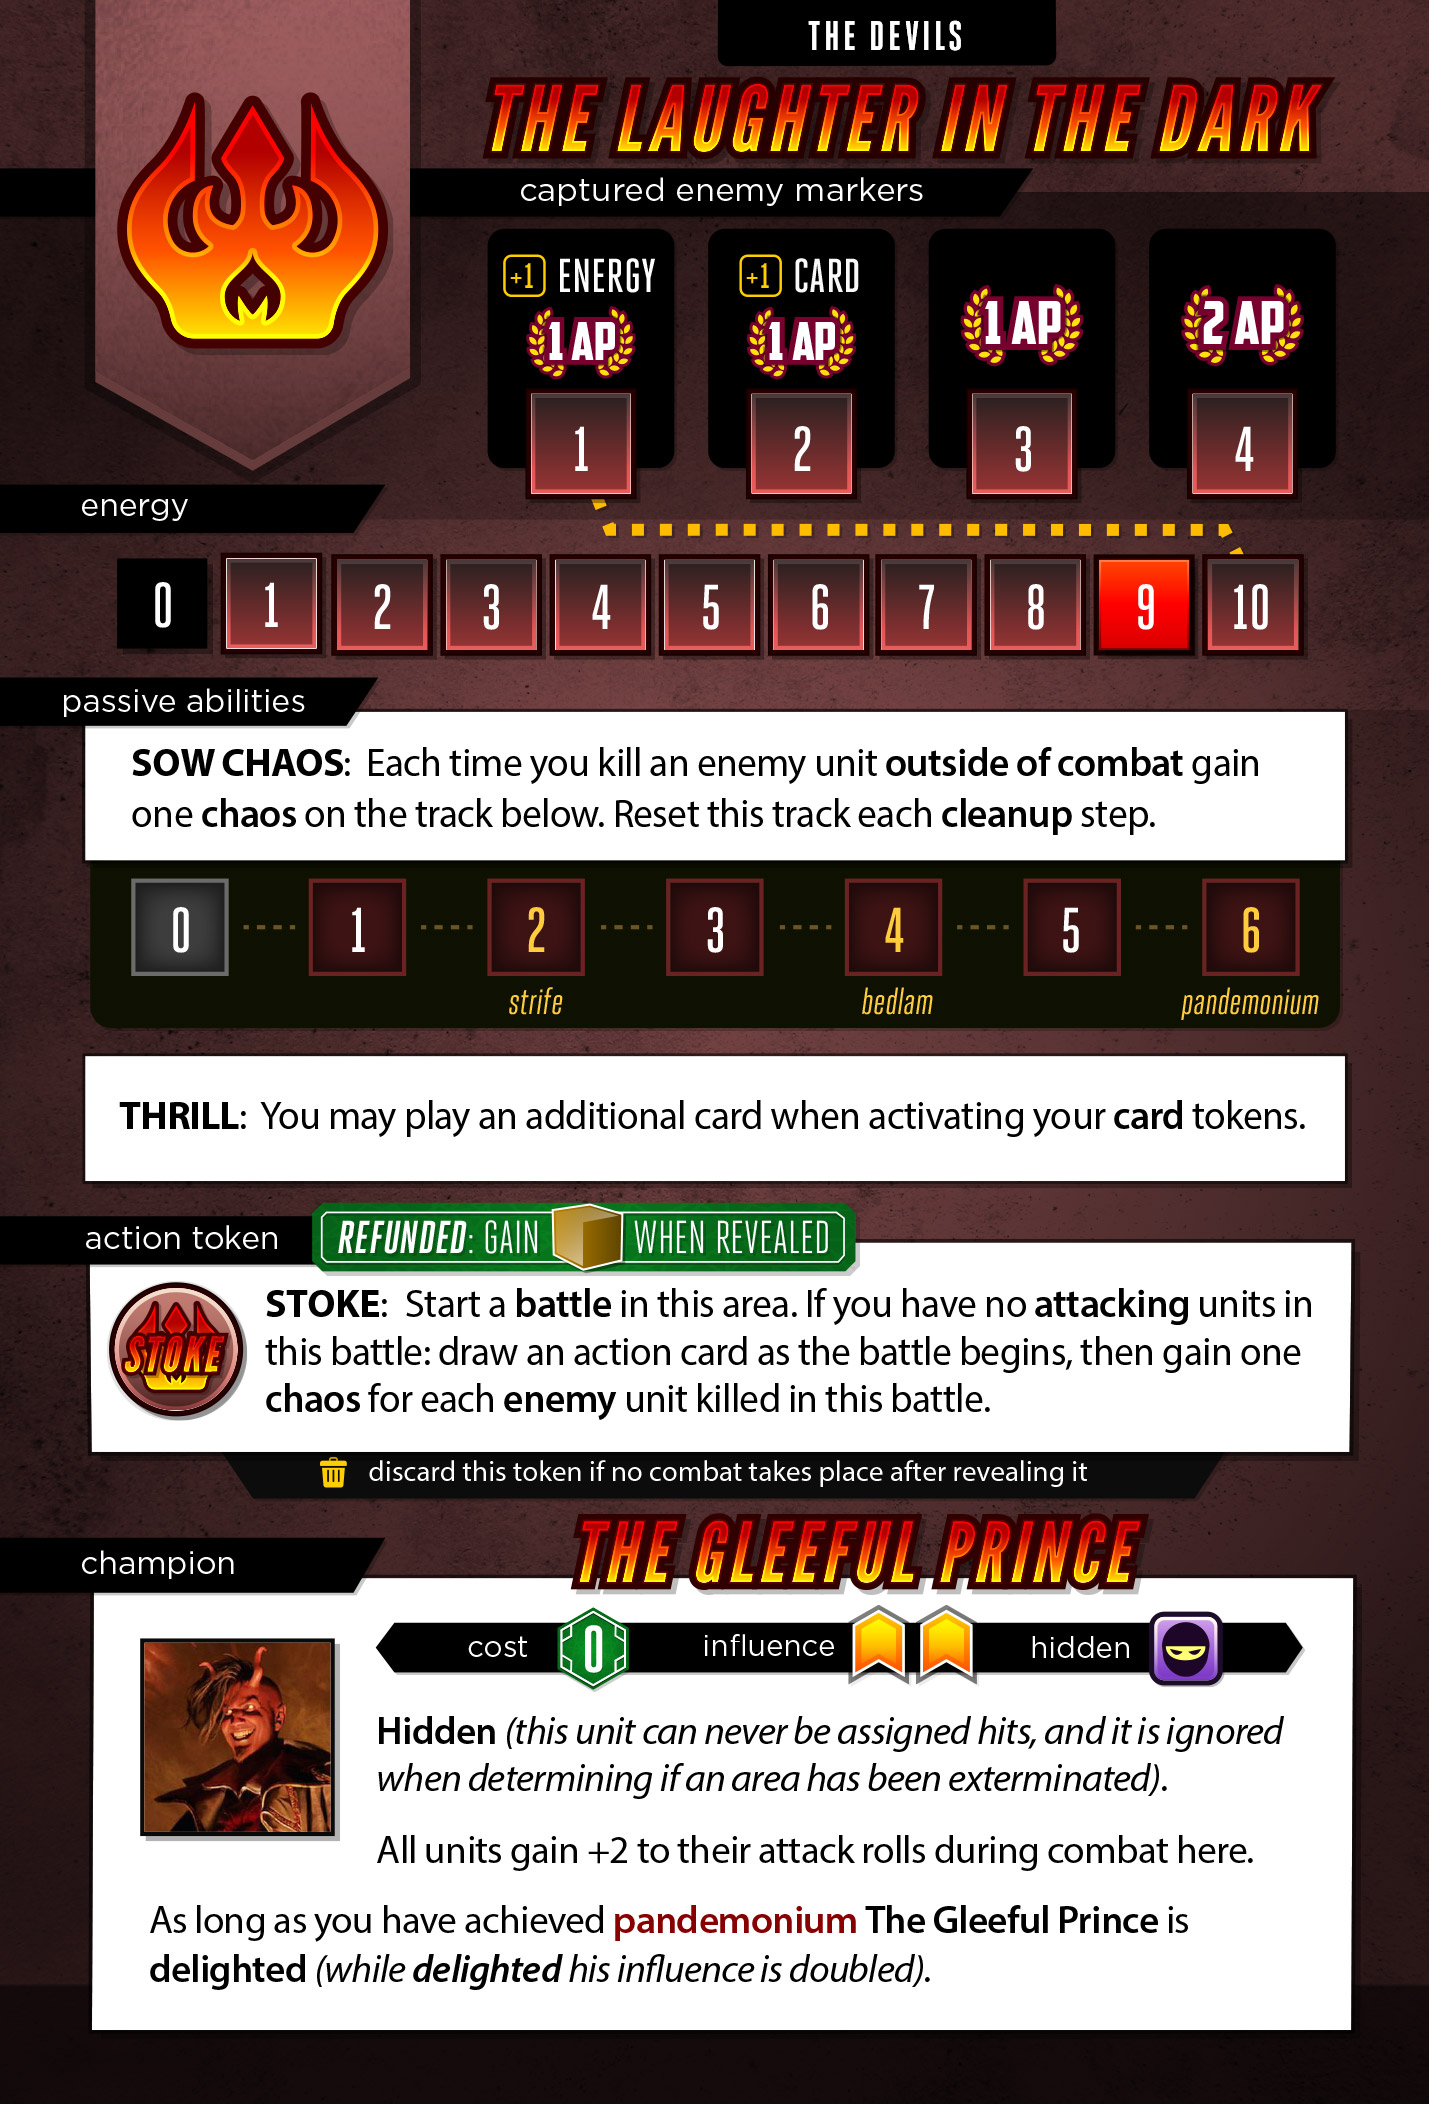 THE DEVILS
THE LAUGHTER IN THE DARK
captured enemy markers
+1 ENERGY
1 AP
1
+1 CARD
1 AP
2
1 AP
3
2 AP
4
energy
0 1 2 3 4 5 6 7 8 9 10
passive abilities
SOW CHAOS: Each time you kill an enemy unit outside of combat gain
one chaos on the track below. Reset this track each cleanup step.
0 1 2 3 4 5 6
strife bedlam pandemonium
THRILL: You may play an additional card when activating your card tokens.
action token
REFUNDED: GAIN WHEN REVEALED
STOKE
STOKE: Start a battle in this area. If you have no attacking units in
this battle: draw an action card as the battle begins, then gain one
chaos for each enemy unit killed in this battle.
discard this token if no combat takes place after revealing it
champion
THE GLEEFUL PRINCE
cost 0 influence hidden
Hidden (this unit can never be assigned hits, and it is ignored
when determining if an area has been exterminated).
All units gain +2 to their attack rolls during combat here.
As long as you have achieved pandemonium The Gleeful Prince is
delighted (while delighted his influence is doubled).